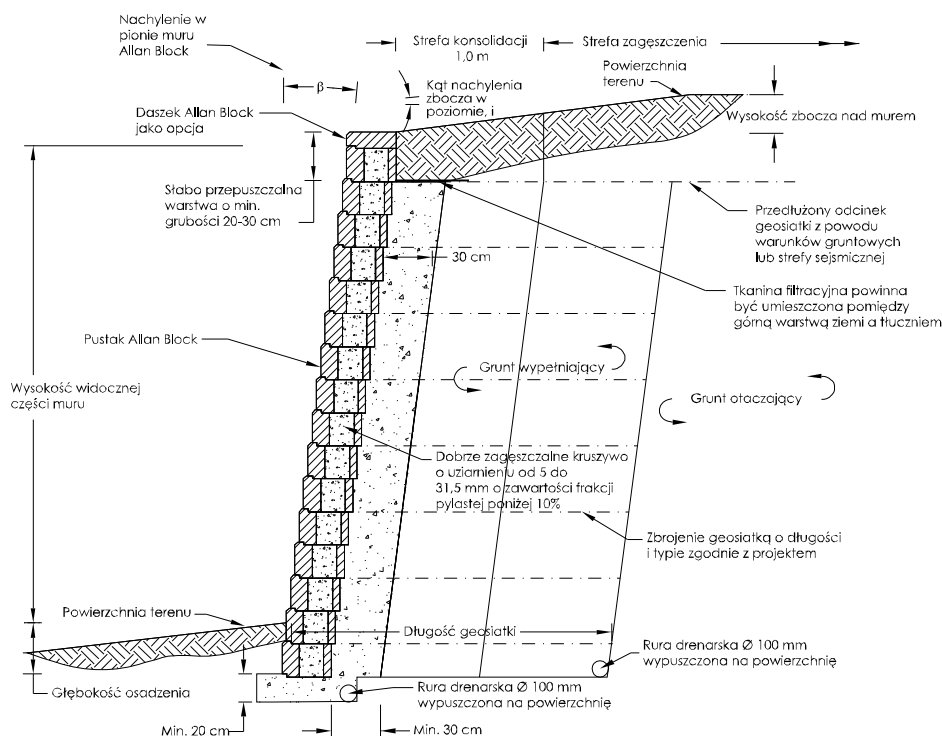 Nachylenie w
pionie muru
Allan Block
Strefa konsolidacji
1,0 m
Strefa zagęszczenia
Powierzchnia
terenu
β
Kąt nachylenia
zbocza w
poziomie, i
Daszek Allan Block
jako opcja
Wysokość zbocza nad murem
Słabo przepuszczalna
warstwa o min.
grubości 20-30 cm
Przedłużony odcinek
geosiatki z powodu
warunków gruntowych
lub strefy sejsmicznej
30 cm
Tkanina filtracyjna powinna
być umieszczona pomiędzy
górną warstwą ziemi a tłuczniem
Pustak Allan Block
Grunt wypełniający
Wysokość widocznej
części muru
Grunt otaczający
Dobrze zagęszczalne kruszywo
o uziarnieniu od 5 do
31,5 mm o zawartości frakcji
pylastej poniżej 10%
Zbrojenie geosiatką o długości
i typie zgodnie z projektem
Powierzchnia terenu
Długość geosiatki
Rura drenarska Ø 100 mm
wypuszczona na powierzchnię
Głębokość osadzenia
Rura drenarska Ø 100 mm
wypuszczona na powierzchnię
Min. 20 cm
Min. 30 cm